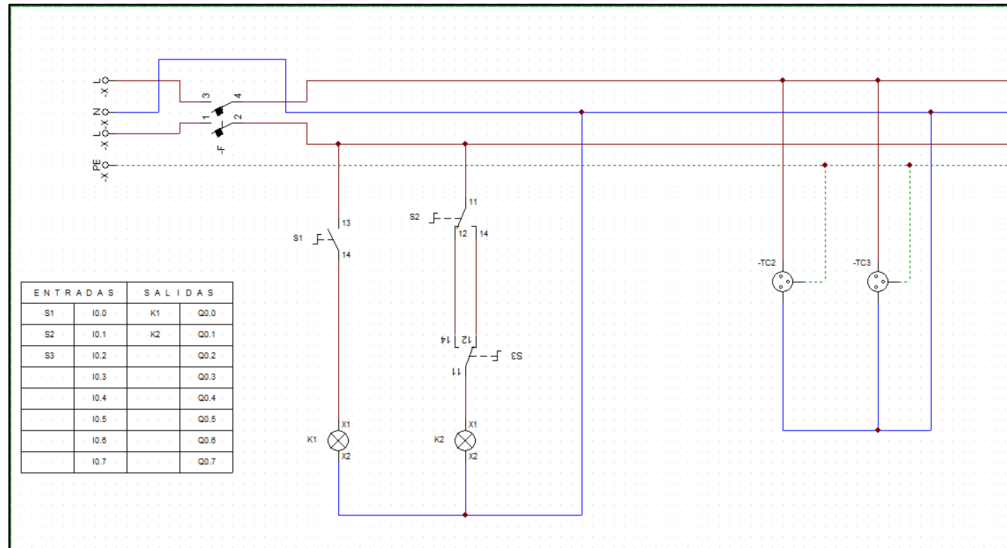 L
-X
N
-X
L
-X
PE
-X
3
4
1
2
-F
13
S1
14
11
S2
12
14
14
12
S3
11
X1
K1
X2
X1
K2
X2
-TC2
-TC3
ENTRADAS SALIDAS
S1 I0.0 K1 Q0.0
S2 I0.1 K2 Q0.1
S3 I0.2 Q0.2
I0.3 Q0.3
I0.4 Q0.4
I0.5 Q0.5
I0.6 Q0.6
I0.7 Q0.7